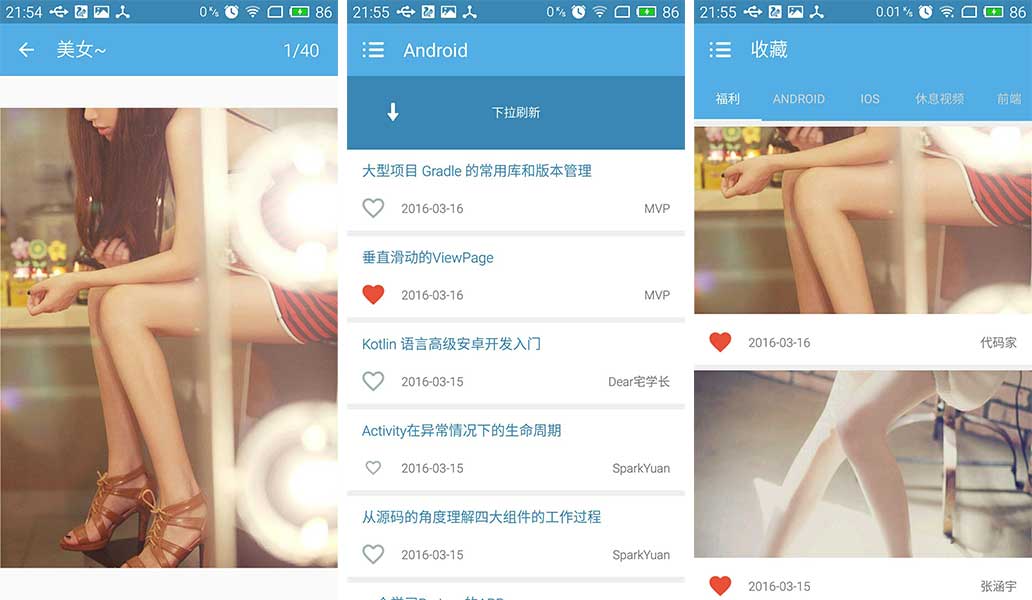 21:54
0 K/s
86
美女~
1/40
21:55
0 K/s
86
Android
下拉刷新
大型项目 Gradle 的常用库和版本管理
2016-03-16
MVP
垂直滑动的ViewPage
2016-03-16
MVP
Kotlin 语言高级安卓开发入门
2016-03-15
Dear宅学长
Activity在异常情况下的生命周期
2016-03-15
SparkYuan
从源码的角度理解四大组件的工作过程
2016-03-15
SparkYuan
21:55
0.01 K/s
86
收藏
福利
ANDROID
IOS
休息视频
前端
2016-03-16
代码家
2016-03-15
张涵宇